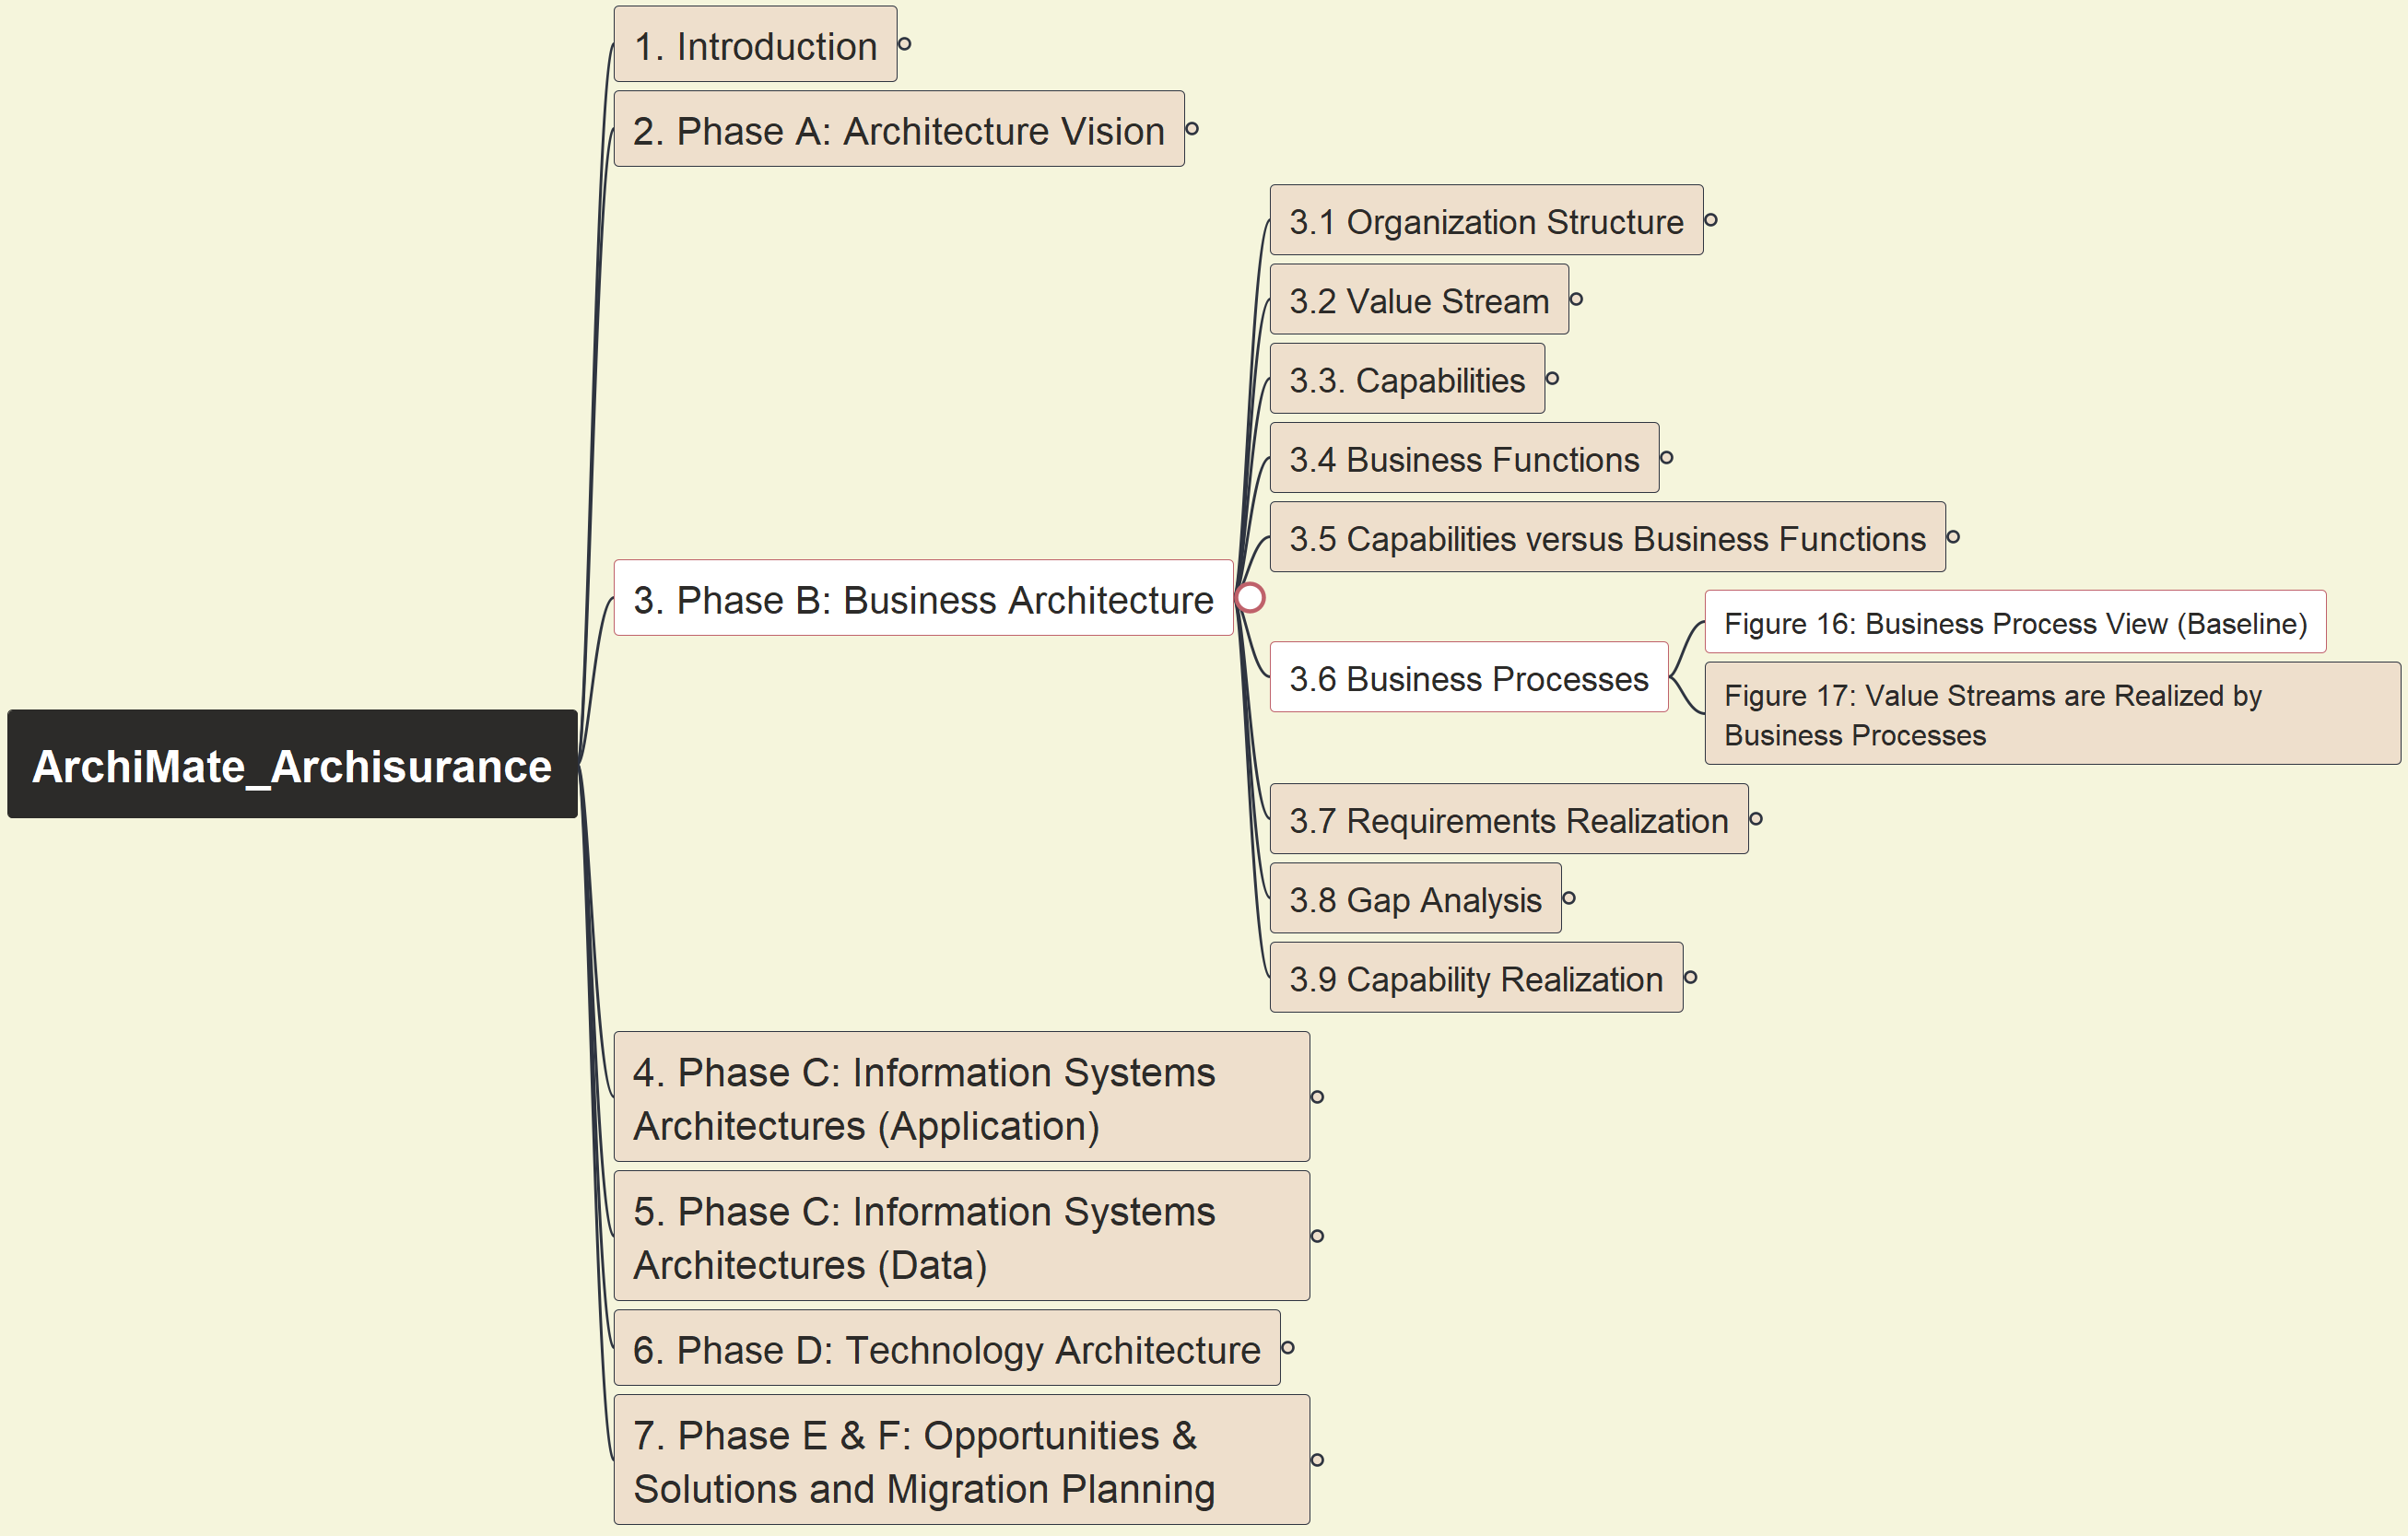 1. Introduction
2. Phase A: Architecture Vision
3.1 Organization Structure
3.2 Value Stream
3.3. Capabilities
3.4 Business Functions
3.5 Capabilities versus Business Functions
3. Phase B: Business Architecture
3.6 Business Processes
Figure 16: Business Process View (Baseline)
Figure 17: Value Streams are Realized by
Business Processes
ArchiMate_Archisurance
3.7 Requirements Realization
3.8 Gap Analysis
3.9 Capability Realization
4. Phase C: Information Systems
Architectures (Application)
5. Phase C: Information Systems
Architectures (Data)
6. Phase D: Technology Architecture
7. Phase E & F: Opportunities &
Solutions and Migration Planning